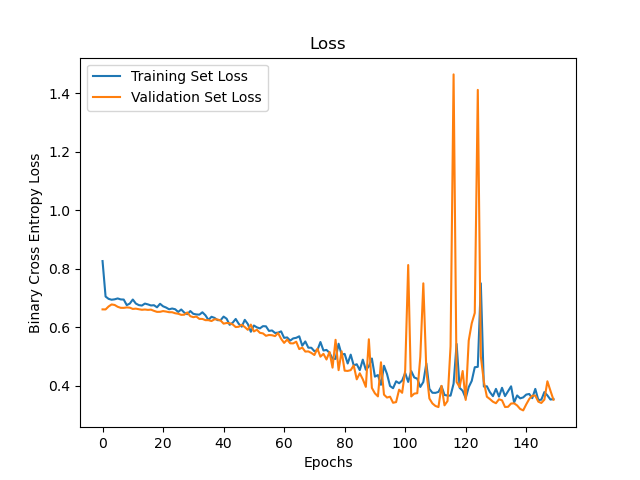 Loss
Training Set Loss
Validation Set Loss
Binary Cross Entropy Loss
1.4
1.2
1.0
0.8
0.6
0.4
0 20 40 60 80 100 120 140
Epochs